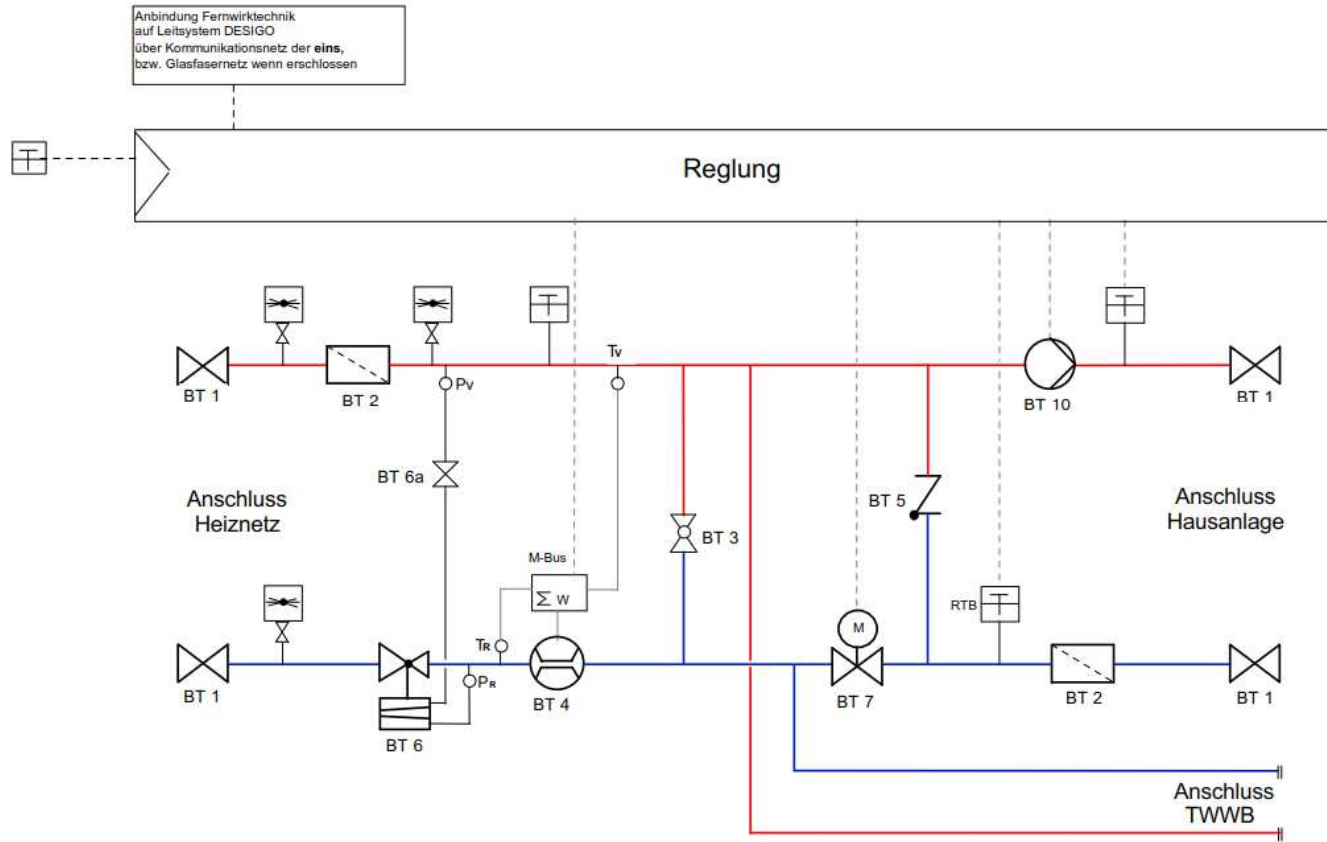 Anbindung Fernwirktechnik
auf Leitsystem DESIGO
über Kommunikationsnetz der eins,
bzw. Glasfasernetz wenn erschlossen
T
Reglung
T
T
Tv
BT 1
BT 2
Pv
BT 10
BT 1
BT 6a
Anschluss
Heiznetz
BT 5
Anschluss
Hausanlage
BT 3
M-Bus
Σ W
RTB
T
M
TR
BT 1
PR
BT 4
BT 7
BT 2
BT 1
BT 6
Anschluss
TWWB